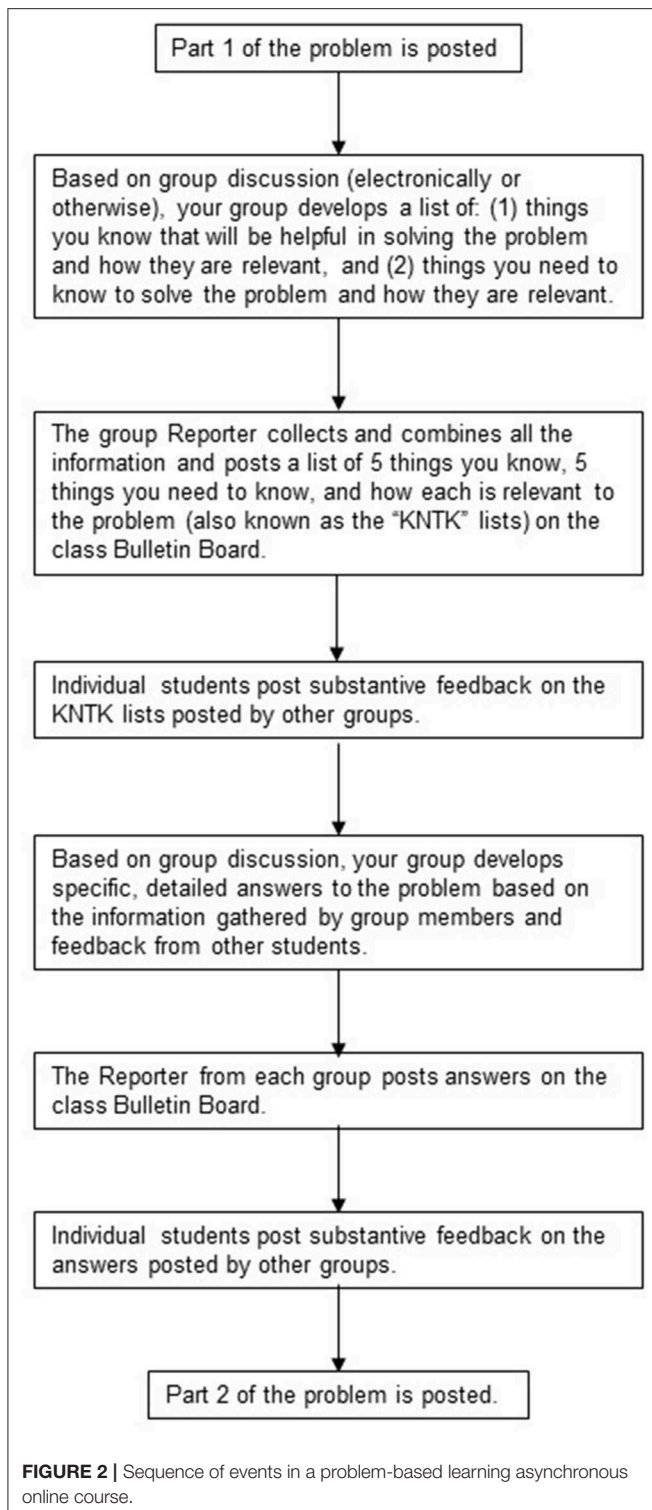 Part 1 of the problem is posted
Based on group discussion (electronically or
otherwise), your group develops a list of: (1) things
you know that will be helpful in solving the problem
and how they are relevant, and (2) things you need to
know to solve the problem and how they are relevant.
The group Reporter collects and combines all the
information and posts a list of 5 things you know, 5
things you need to know, and how each is relevant to
the problem (also known as the “KNTK” lists) on the
class Bulletin Board.
Individual students post substantive feedback on the
KNTK lists posted by other groups.
Based on group discussion, your group develops
specific, detailed answers to the problem based on
the information gathered by group members and
feedback from other students.
The Reporter from each group posts answers on the
class Bulletin Board.
Individual students post substantive feedback on the
answers posted by other groups.
Part 2 of the problem is posted.
FIGURE 2 | Sequence of events in a problem-based learning asynchronous
online course.